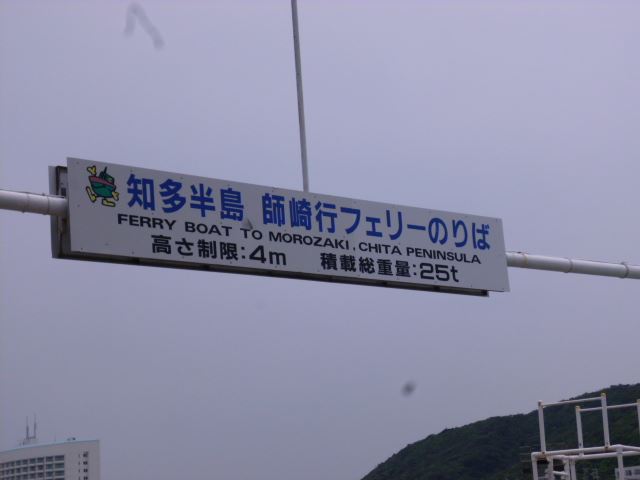 知多半島 師崎行フェリーのりば
FERRY BOAT TO MOROZAKI, CHITA PENINSULA
高さ制限:4m 積載総重量:25t